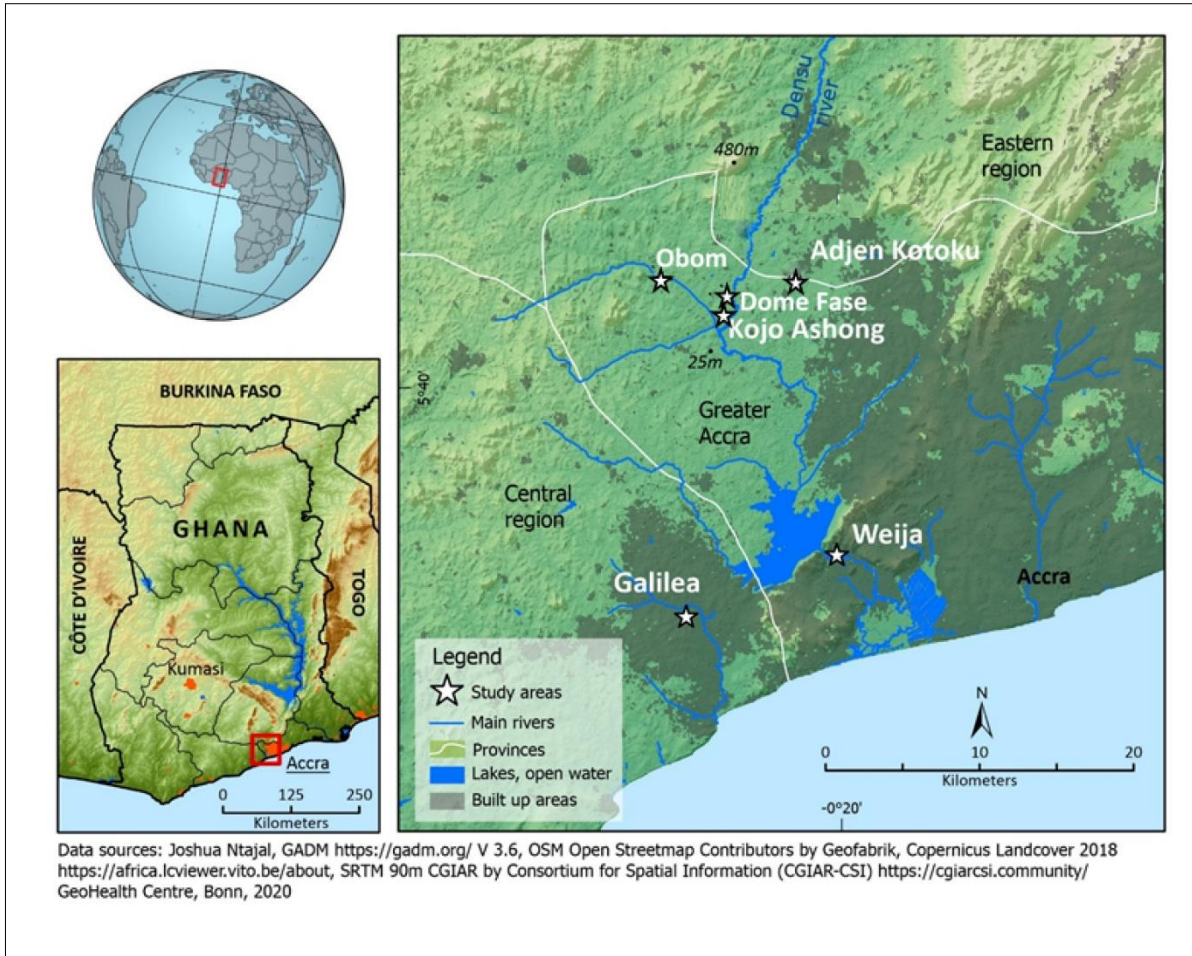 BURKINA FASO
GHANA
CÔTE D'IVOIRE
TOGO
Kumasi
Accra
0 125 250
Kilometers
Densu
river
480m
Eastern
region
Obom
Adjen Kotoku
Dome Fase
Kojo Ashong
25m
5°40'
Greater
Accra
Central
region
Weija
Galilea
Accra
Legend
Study areas
Main rivers
Provinces
Lakes, open water
Built up areas
N
0 10 20
Kilometers
-0°20'
Data sources: Joshua Ntajal, GADM https://gadm.org/ V 3.6, OSM Open Streetmap Contributors by Geofabrik, Copernicus Landcover 2018
https://africa.lcviewer.vito.be/about, SRTM 90m CGIAR by Consortium for Spatial Information (CGIAR-CSI) https://cgiarcsi.community/
GeoHealth Centre, Bonn, 2020